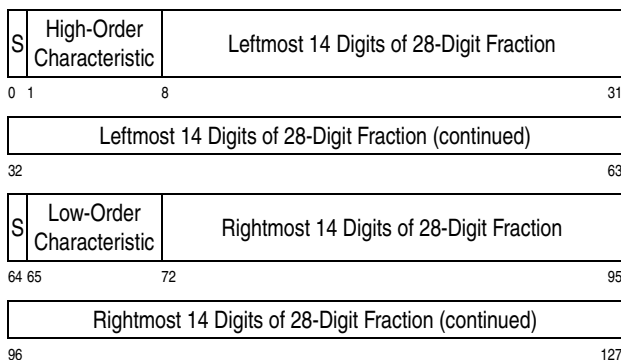 S High-Order Characteristic Leftmost 14 Digits of 28-Digit Fraction
0 1 8 31
Leftmost 14 Digits of 28-Digit Fraction (continued)
32 63
S Low-Order Characteristic Rightmost 14 Digits of 28-Digit Fraction
64 65 72 95
Rightmost 14 Digits of 28-Digit Fraction (continued)
96 127